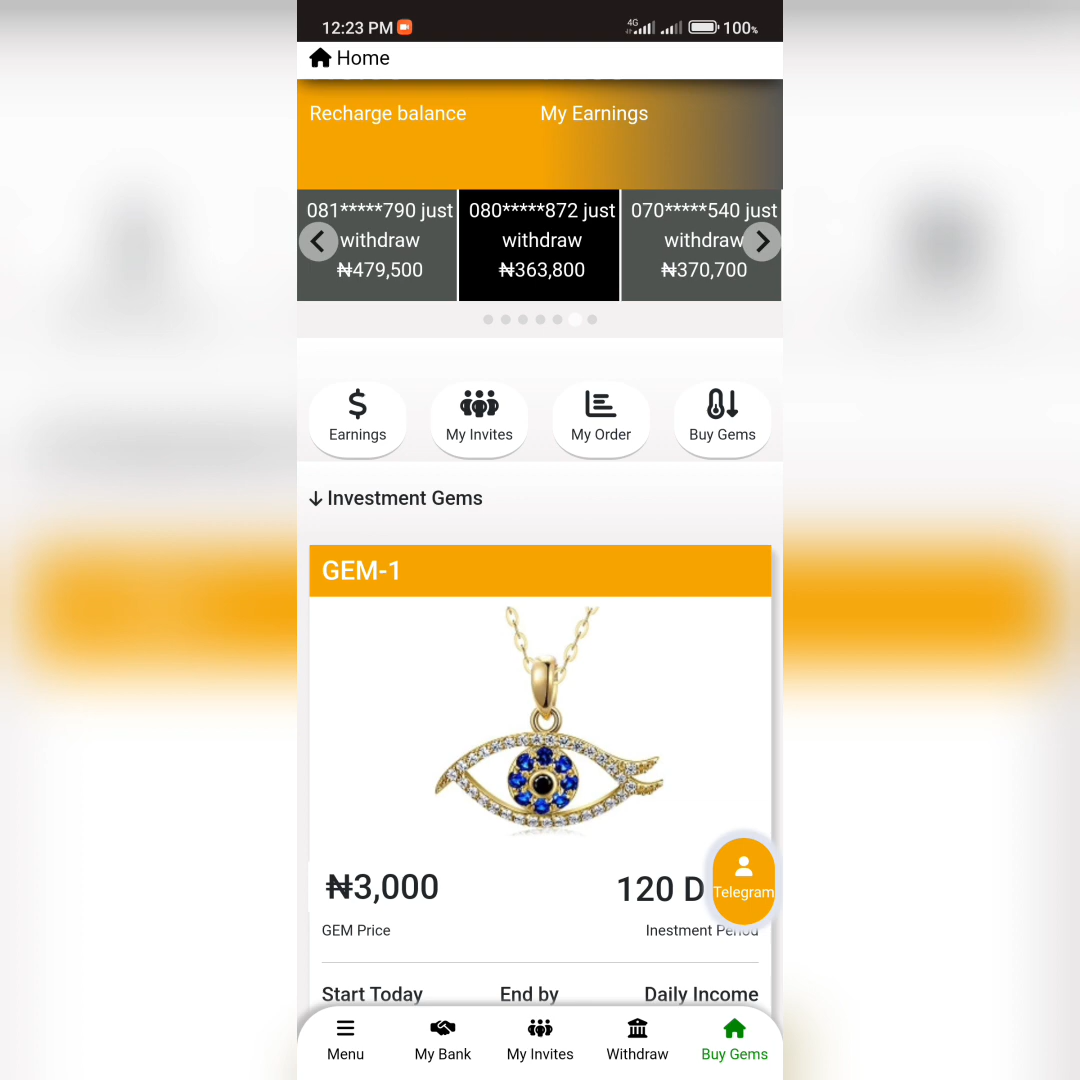 12:23 PM
4G
100%
Home
Recharge balance
My Earnings
081*****790 just
withdraw
₦479,500
080*****872 just
withdraw
₦363,800
070*****540 just
withdraw
₦370,700
Earnings
My Invites
My Order
Buy Gems
Investment Gems
GEM-1
₦3,000
120 D
Telegram
GEM Price
Inestment Period
Start Today
End by
Daily Income
Menu
My Bank
My Invites
Withdraw
Buy Gems